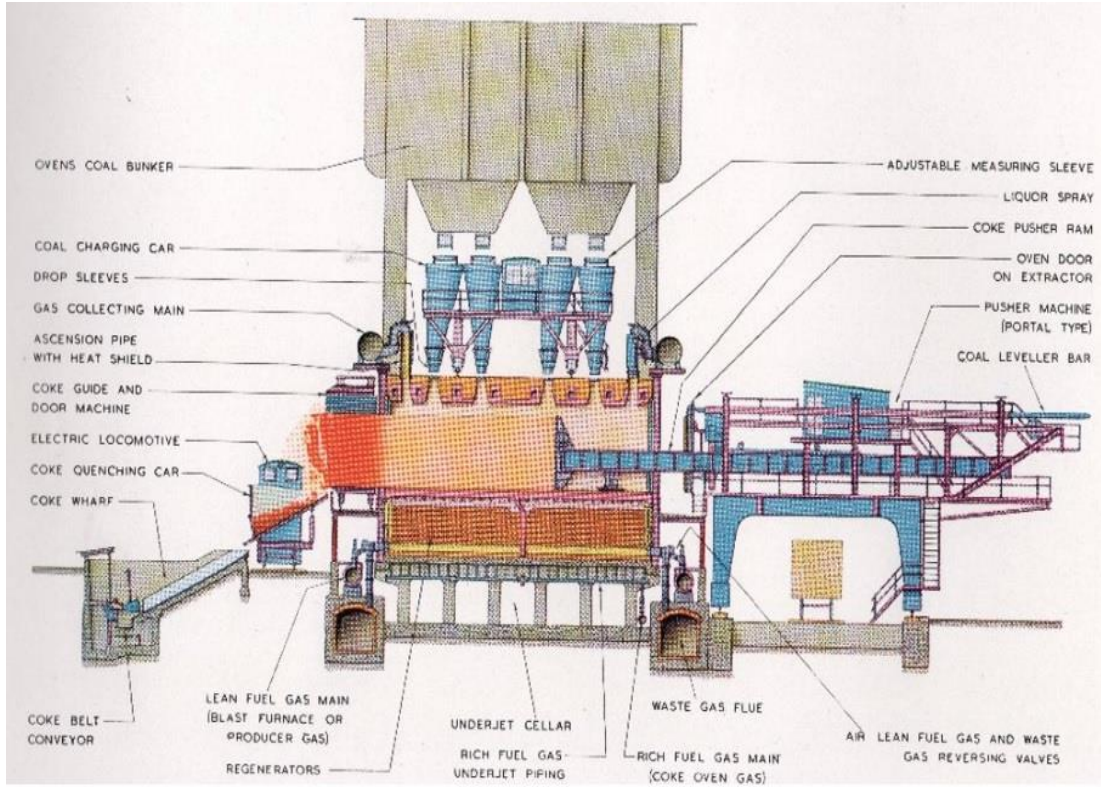 OVENS COAL BUNKER
COAL CHARGING CAR
DROP SLEEVES
GAS COLLECTING MAIN
ASCENSION PIPE
WITH HEAT SHIELD
COKE GUIDE AND
DOOR MACHINE
ELECTRIC LOCOMOTIVE
COKE QUENCHING CAR
COKE WHARF
ADJUSTABLE MEASURING SLEEVE
LIQUOR SPRAY
COKE PUSHER RAM
OVEN DOOR
ON EXTRACTOR
PUSHER MACHINE
(PORTAL TYPE)
COAL LEVELLER BAR
COKE BELT
CONVEYOR
LEAN FUEL GAS MAIN
(BLAST FURNACE OR
PRODUCER GAS)
REGENERATORS
UNDERJET CELLAR
RICH FUEL GAS
UNDERJET PIPING
WASTE GAS FLUE
RICH FUEL GAS MAIN
(COKE OVEN GAS)
AIR LEAN FUEL GAS AND WASTE
GAS REVERSING VALVES